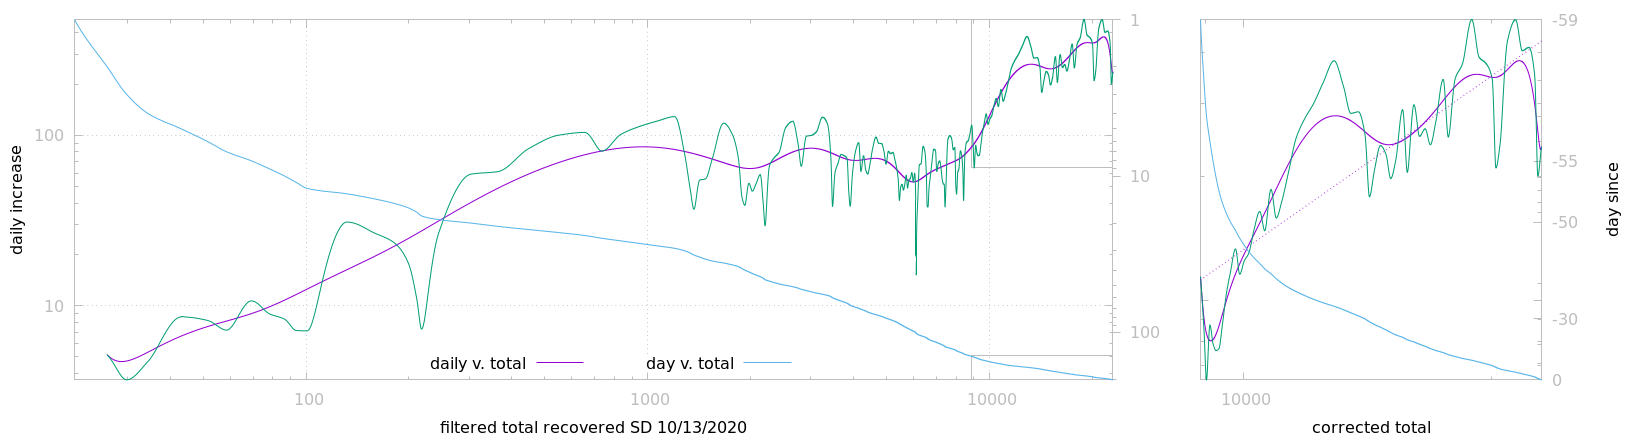 1
-59
100
daily increase
10
-55
10
-50
day since
-30
100
daily v. total
day v. total
0
100
1000
10000
10000
filtered total recovered SD 10/13/2020
corrected total